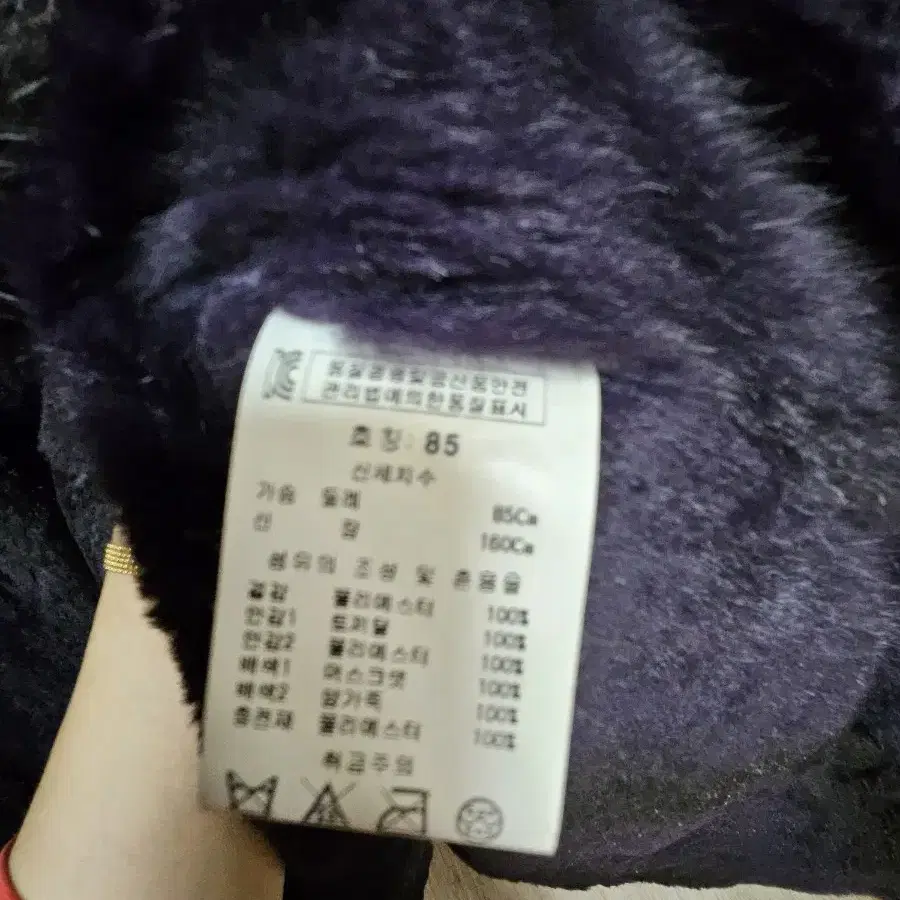 품질경영및공산품안전
관리법에의한품질표시
호칭: 85
신체치수
가슴 둘레 85Cm
신 장 160Cm
섬유의 조성 및 혼용율
겉감 폴리에스터 100%
안감1 토끼털 100%
안감2 폴리에스터 100%
배색1 머스크렛 100%
배색2 양가죽 100%
충전재 폴리에스터 100%
취급주의